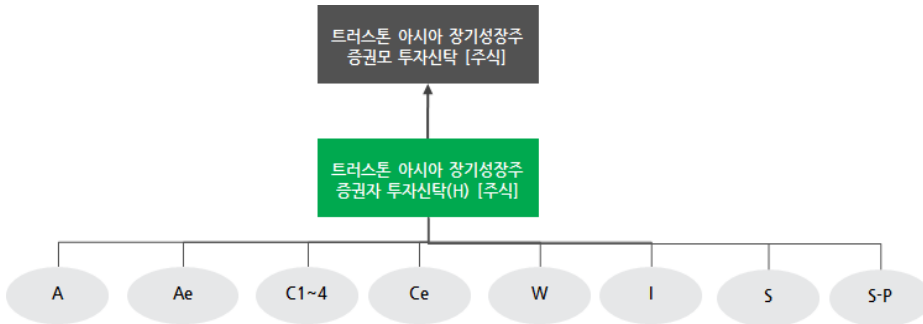 트러스톤 아시아 장기성장주
증권모 투자신탁 [주식]
트러스톤 아시아 장기성장주
증권자 투자신탁(H) [주식]
A
Ae
C1~4
Ce
W
I
S
S-P